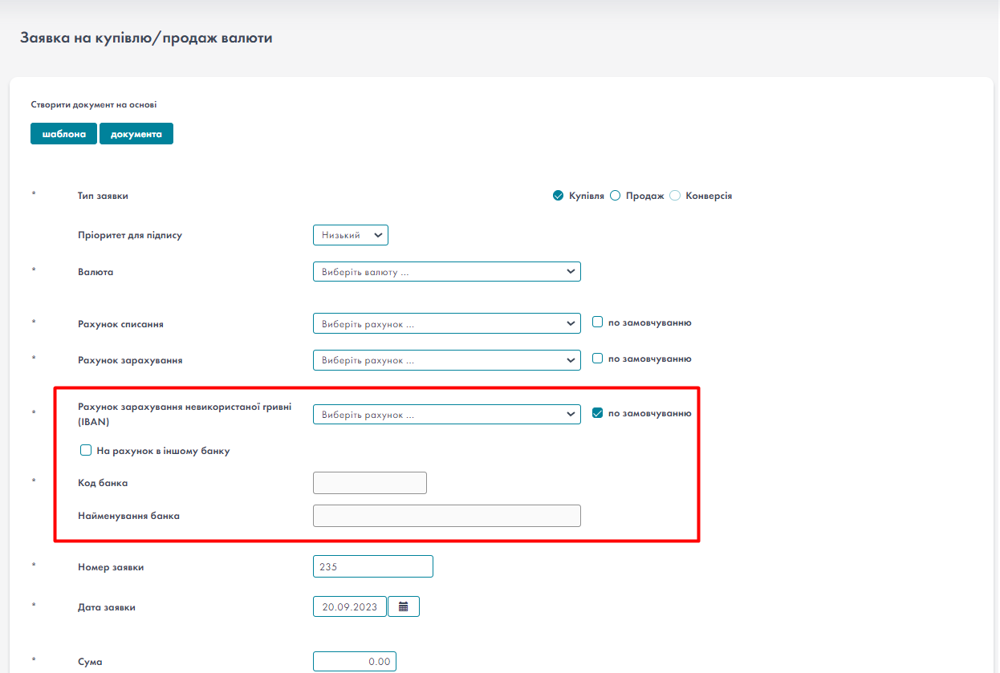 Заявка на купівлю/продаж валюти
Створити документ на основі
шаблона документа
* Тип заявки Купівля Продаж Конверсія
Пріоритет для підпису Низький
* Валюта Виберіть валюту ...
* Рахунок списання Виберіть рахунок ... по замовчуванню
* Рахунок зарахування Виберіть рахунок ... по замовчуванню
* Рахунок зарахування невикористаної гривні
(IBAN) Виберіть рахунок ... по замовчуванню
На рахунок в іншому банку
* Код банка
Найменування банка
* Номер заявки 235
* Дата заявки 20.09.2023
* Сума 0.00